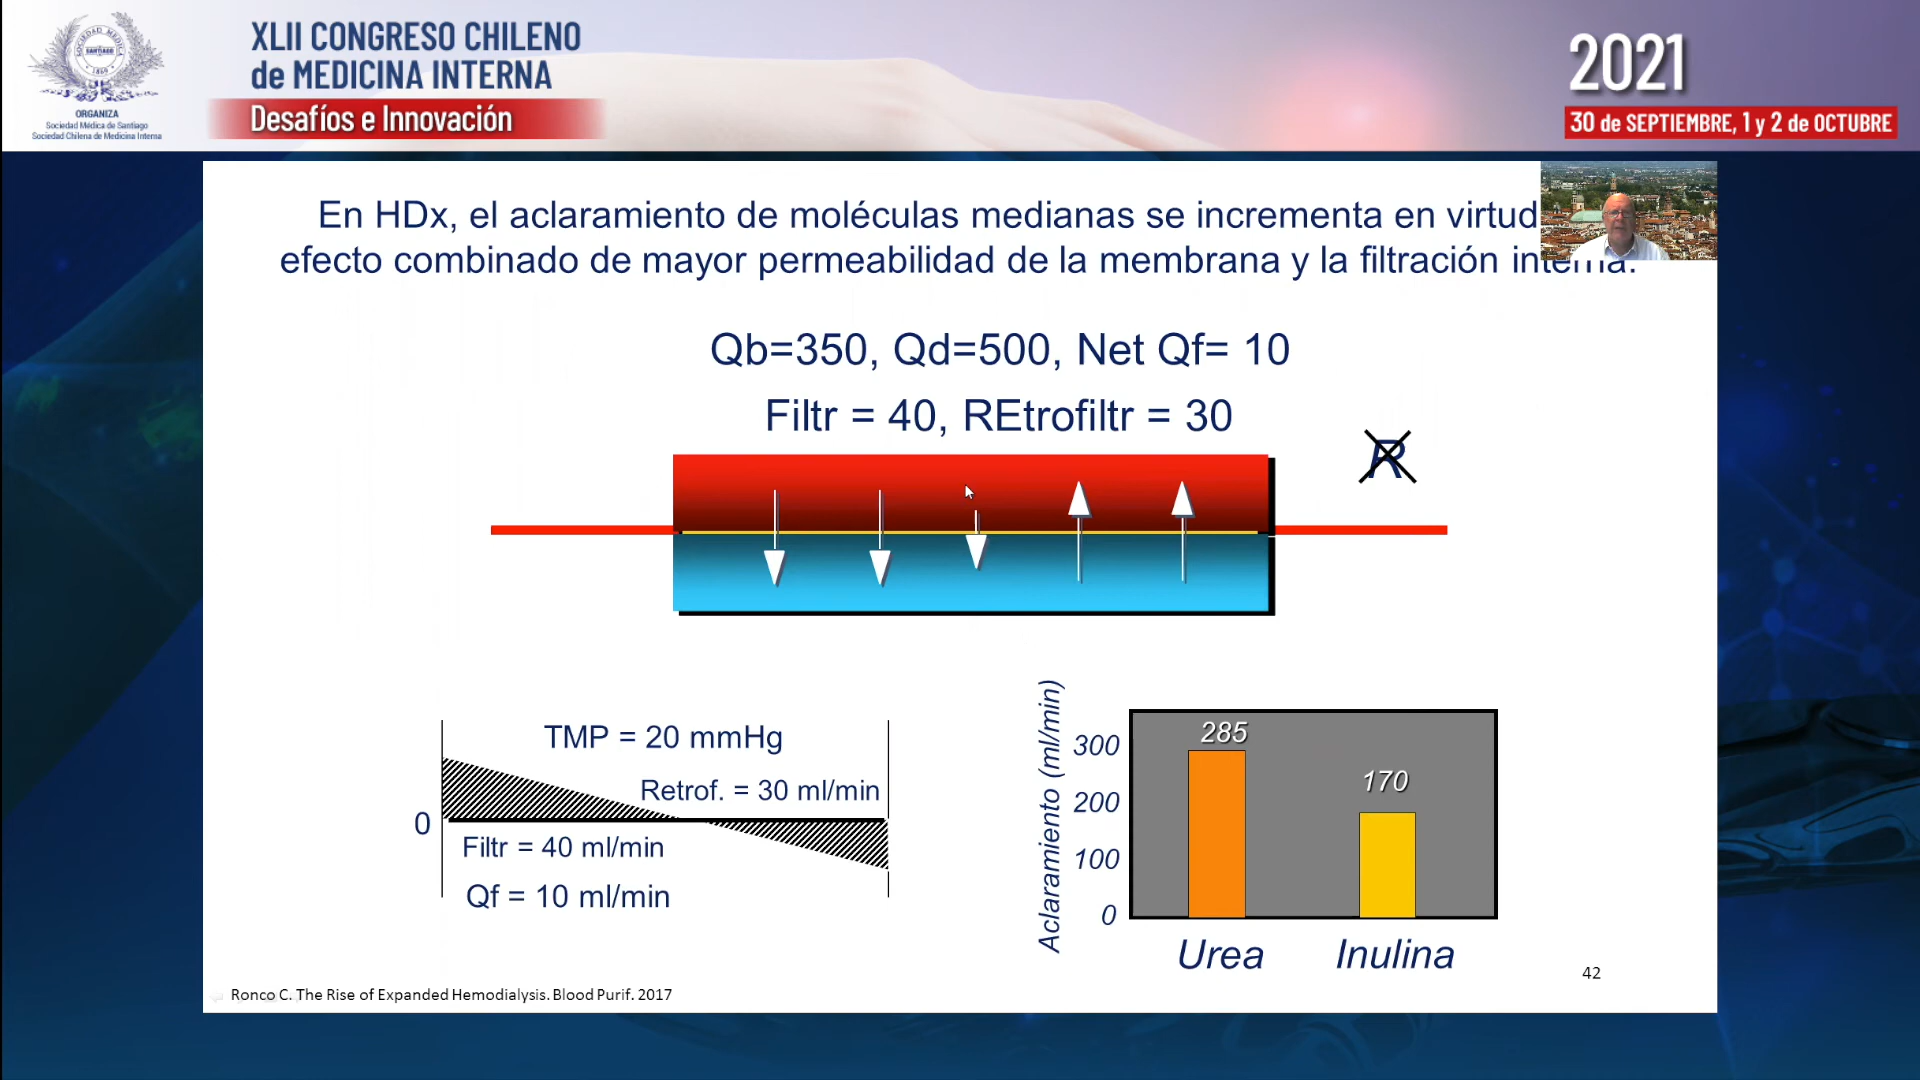 XLII CONGRESO CHILENO
de MEDICINA INTERNA
Desafíos e Innovación
SOCIEDAD MEDICA
SANTIAGO
1869
ORGANIZA
Sociedad Médica de Santiago
Sociedad Chilena de Medicina Interna
2021
30 de SEPTIEMBRE, 1 y 2 de OCTUBRE
En HDx, el aclaramiento de moléculas medianas se incrementa en virtud
efecto combinado de mayor permeabilidad de la membrana y la filtración interna.
Qb=350, Qd=500, Net Qf= 10
Filtr = 40, REtrofiltr = 30
R
TMP = 20 mmHg
Retrof. = 30 ml/min
0
Filtr = 40 ml/min
Qf = 10 ml/min
Aclaramiento (ml/min)
300
200
100
0
285
170
Urea
Inulina
42
Ronco C. The Rise of Expanded Hemodialysis. Blood Purif. 2017